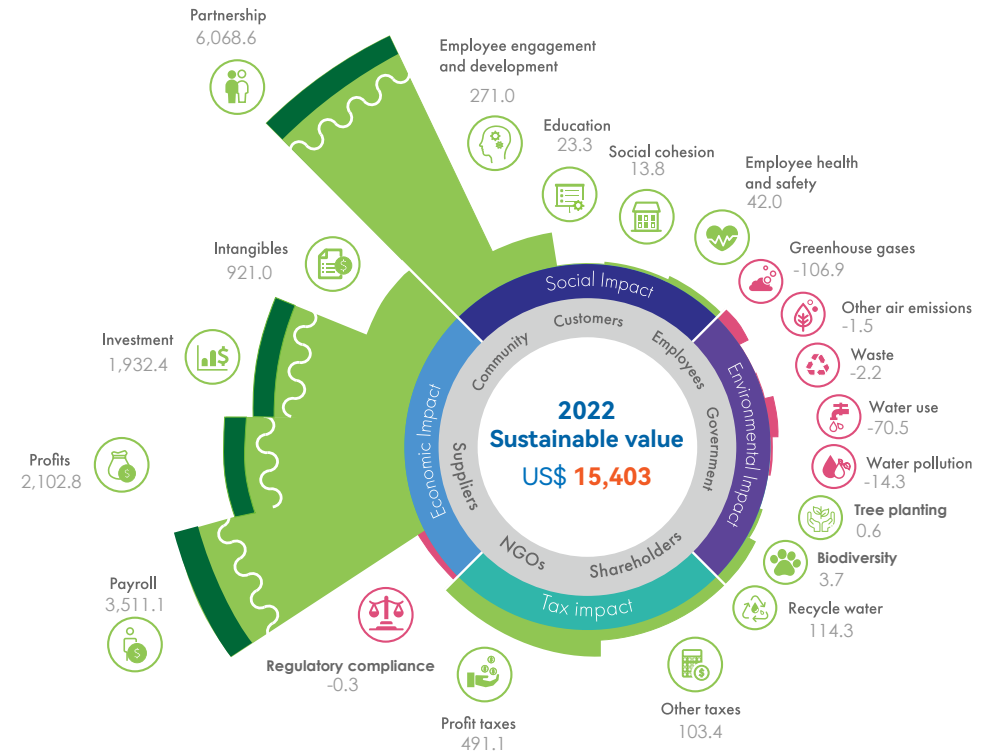 Partnership
6,068.6
Employee engagement
and development
271.0
Education
23.3
Social cohesion
13.8
Employee health
and safety
42.0
Greenhouse gases
-106.9
Other air emissions
-1.5
Waste
-2.2
Water use
-70.5
Water pollution
-14.3
Tree planting
0.6
Biodiversity
3.7
Recycle water
114.3
Other taxes
103.4
Profit taxes
491.1
Regulatory compliance
-0.3
Payroll
3,511.1
Profits
2,102.8
Investment
1,932.4
Intangibles
921.0
Social Impact
Environmental Impact
Tax impact
Economic Impact
Customers
Employees
Government
Shareholders
NGOs
Suppliers
Community
2022
Sustainable value
US$ 15,403
$
$
$
$
$
$
$
$
$